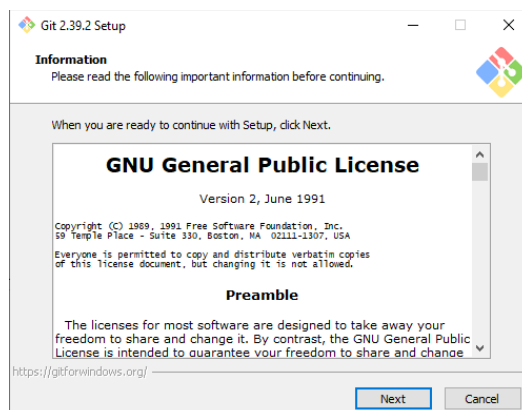 Git 2.39.2 Setup
Information
Please read the following important information before continuing.
When you are ready to continue with Setup, click Next.
GNU General Public License
Version 2, June 1991
Copyright (C) 1989, 1991 Free Software Foundation, Inc.
59 Temple Place - Suite 330, Boston, MA  02111-1307, USA
Everyone is permitted to copy and distribute verbatim copies
of this license document, but changing it is not allowed.
Preamble
The licenses for most software are designed to take away your
freedom to share and change it. By contrast, the GNU General Public
License is intended to guarantee your freedom to share and change
https://gitforwindows.org/
Next
Cancel